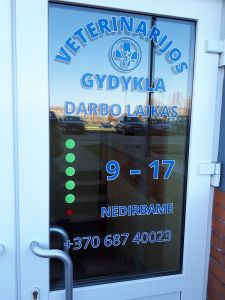 VETERINARIJOS
GYDYKLA
DARBO LAIKAS
9 - 17
NEDIRBAME
+370 687 40023